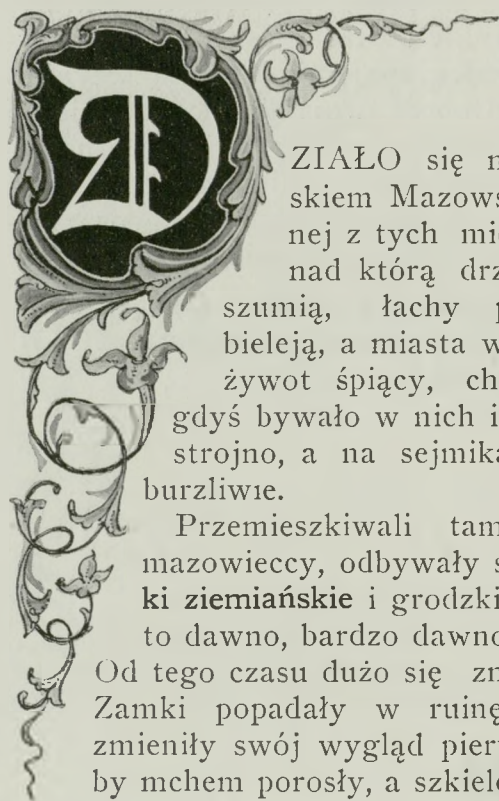 DZIAŁO się n
skiem Mazows
nej z tych mie
nad którą drz
szumią, łachy p
bieleją, a miasta w
żywot śpiący, ch
gdyś bywało w nich i
strojno, a na sejmika
burzliwie.
Przemieszkiwali tam
mazowieccy, odbywały s
ki ziemiańskie i grodzki
to dawno, bardzo dawno
Od tego czasu dużo się zn
Zamki popadały w ruinę
zmieniły swój wygląd pier
by mchem porosły, a szkiele